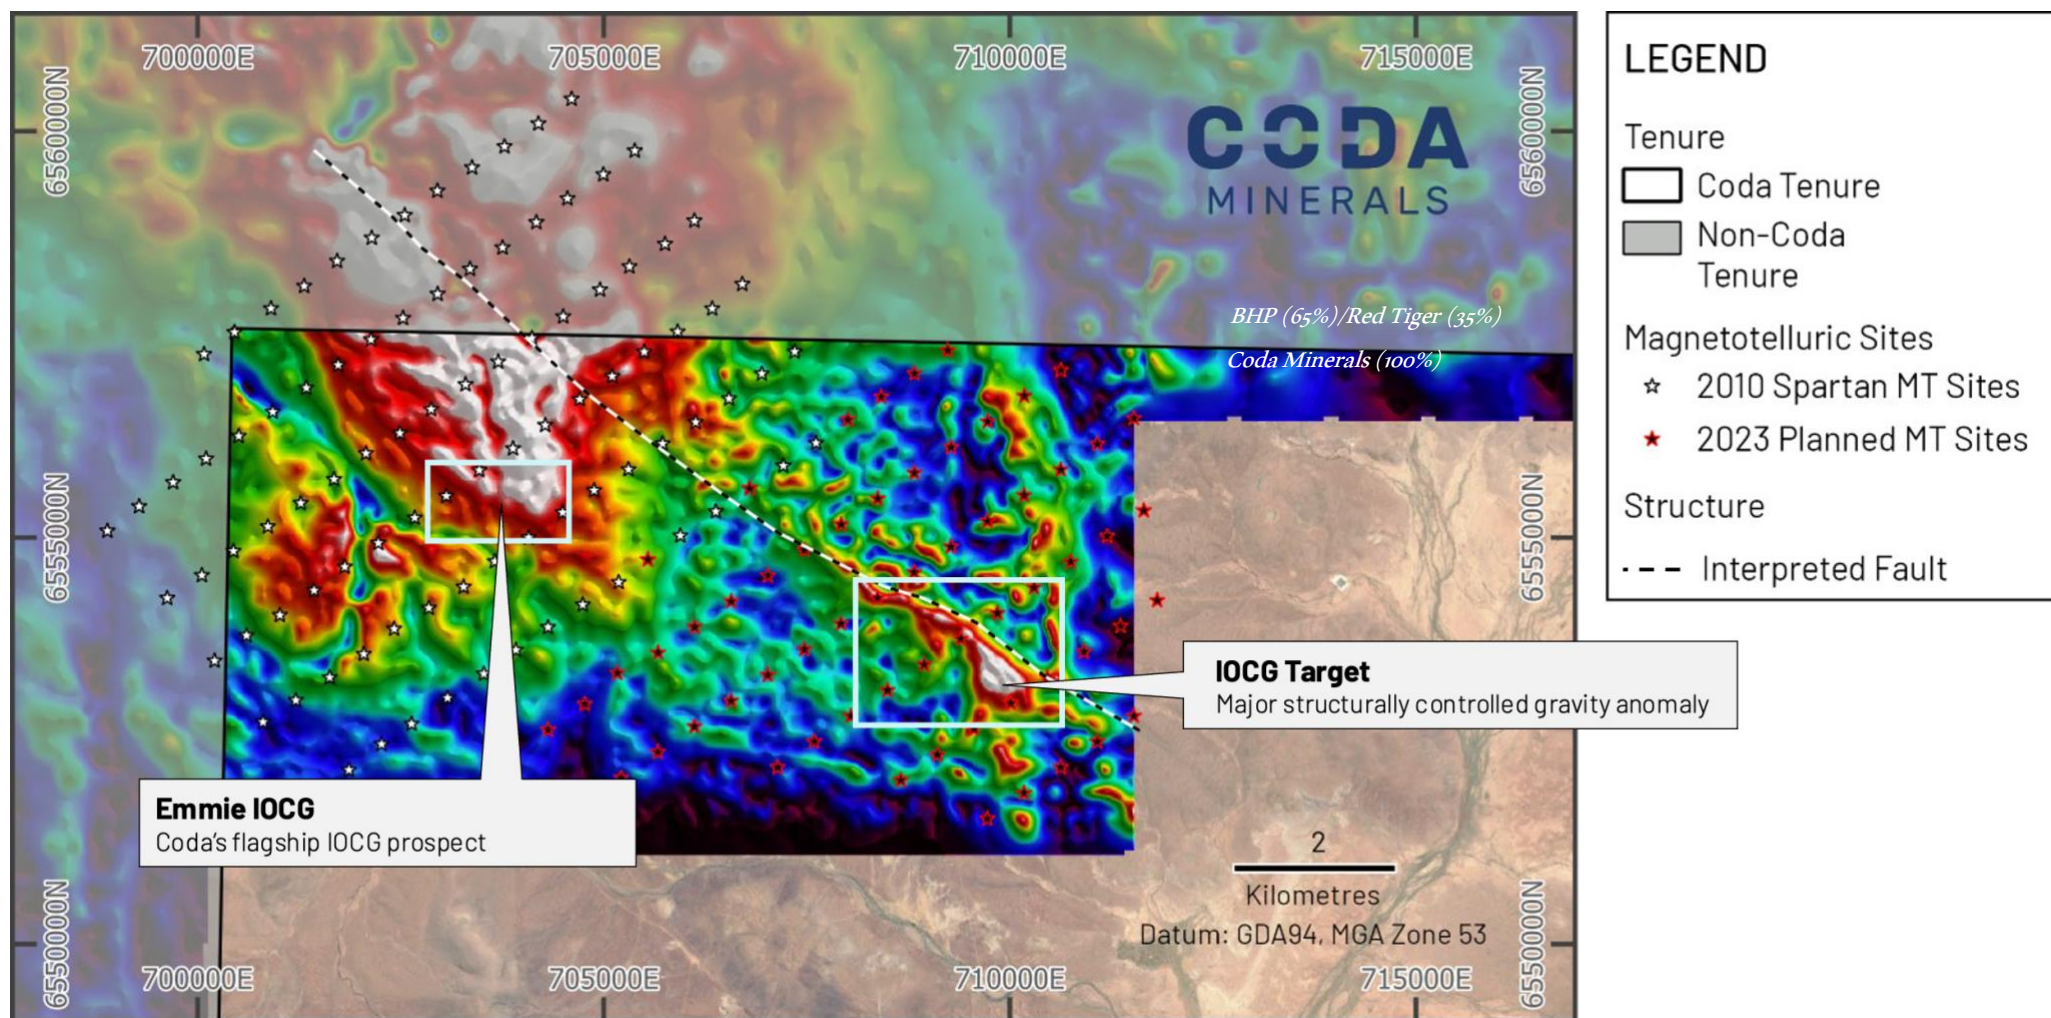 700000E
705000E
710000E
715000E
6560000N
6560000N
CODA
MINERALS
BHP (65%)/Red Tiger (35%)
Coda Minerals (100%)
6555000N
6555000N
IOCG Target
Major structurally controlled gravity anomaly
Emmie IOCG
Coda's flagship IOCG prospect
2
Kilometres
Datum: GDA94, MGA Zone 53
6550000N
6550000N
700000E
705000E
710000E
715000E
LEGEND
Tenure
Coda Tenure
Non-Coda
Tenure
Magnetotelluric Sites
2010 Spartan MT Sites
2023 Planned MT Sites
Structure
Interpreted Fault